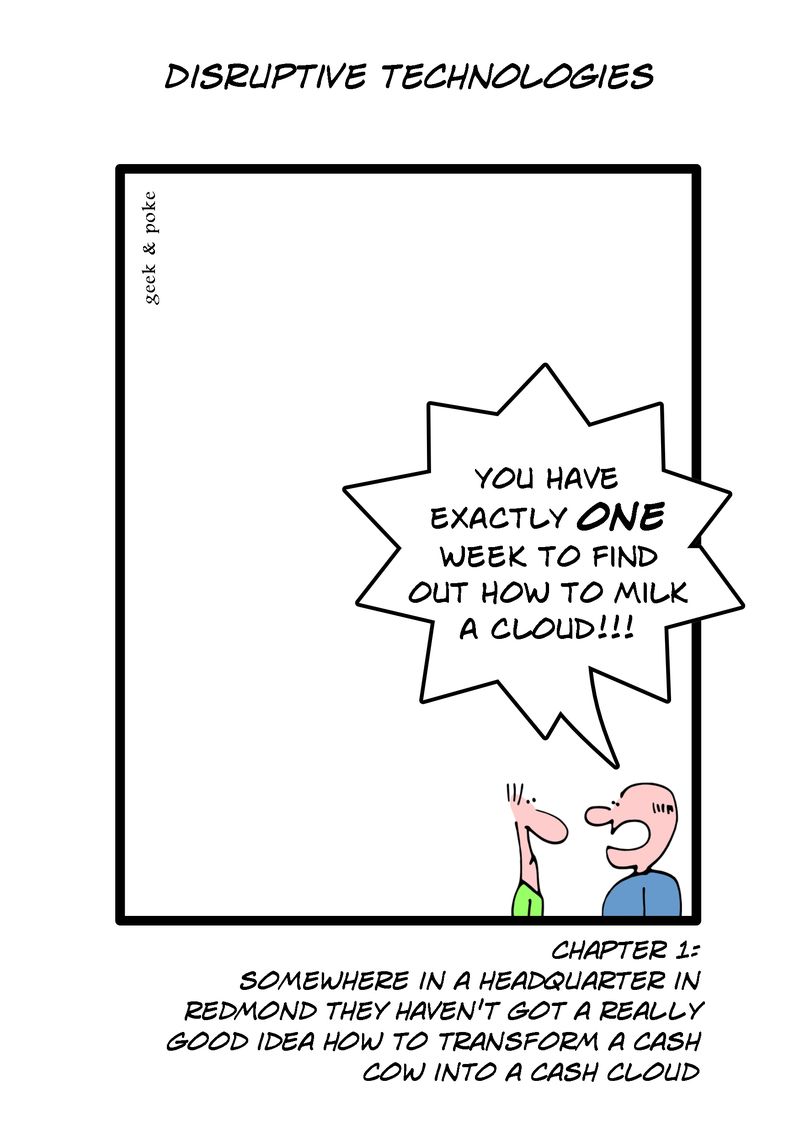 DISRUPTIVE TECHNOLOGIES
geek & poke
YOU HAVE
EXACTLY ONE
WEEK TO FIND
OUT HOW TO MILK
A CLOUD!!!
CHAPTER 1:
SOMEWHERE IN A HEADQUARTER IN
REDMOND THEY HAVEN'T GOT A REALLY
GOOD IDEA HOW TO TRANSFORM A CASH
COW INTO A CASH CLOUD